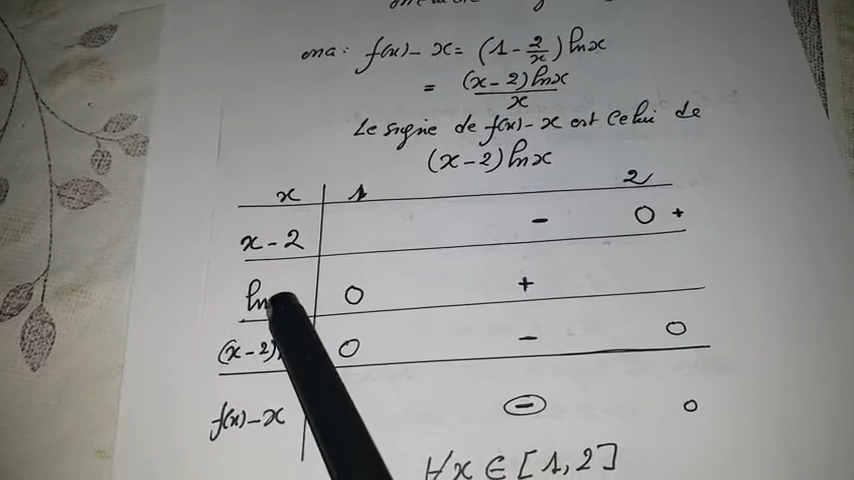 on a: f(x) - x = (1 - 2/x) ln x
= (x - 2) ln x / x
Le signe de f(x) - x est celui de
(x - 2) ln x
x 1 2
x - 2 - 0 +
ln 0 +
(x - 2) 0 - 0
f(x) - x - 0
∀x ∈ [1, 2]